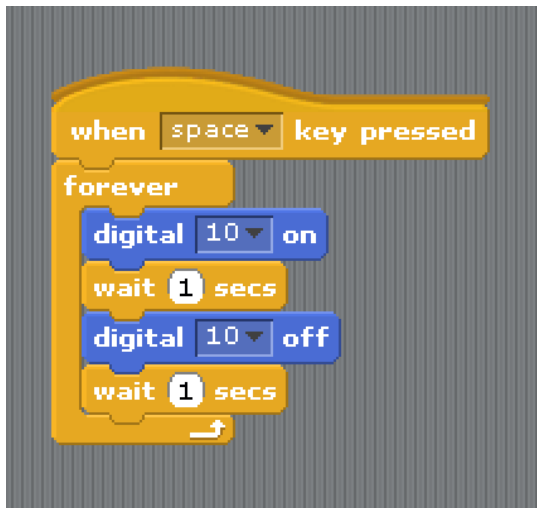 when space key pressed
forever
digital 10 on
wait 1 secs
digital 10 off
wait 1 secs